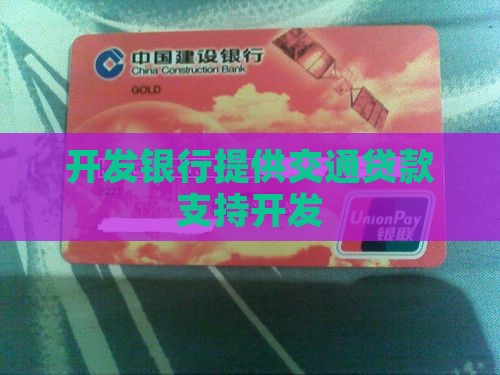 中国建设银行
China Construction Bank
GOLD
开发银行提供交通贷款
支持开发
UnionPay
银联